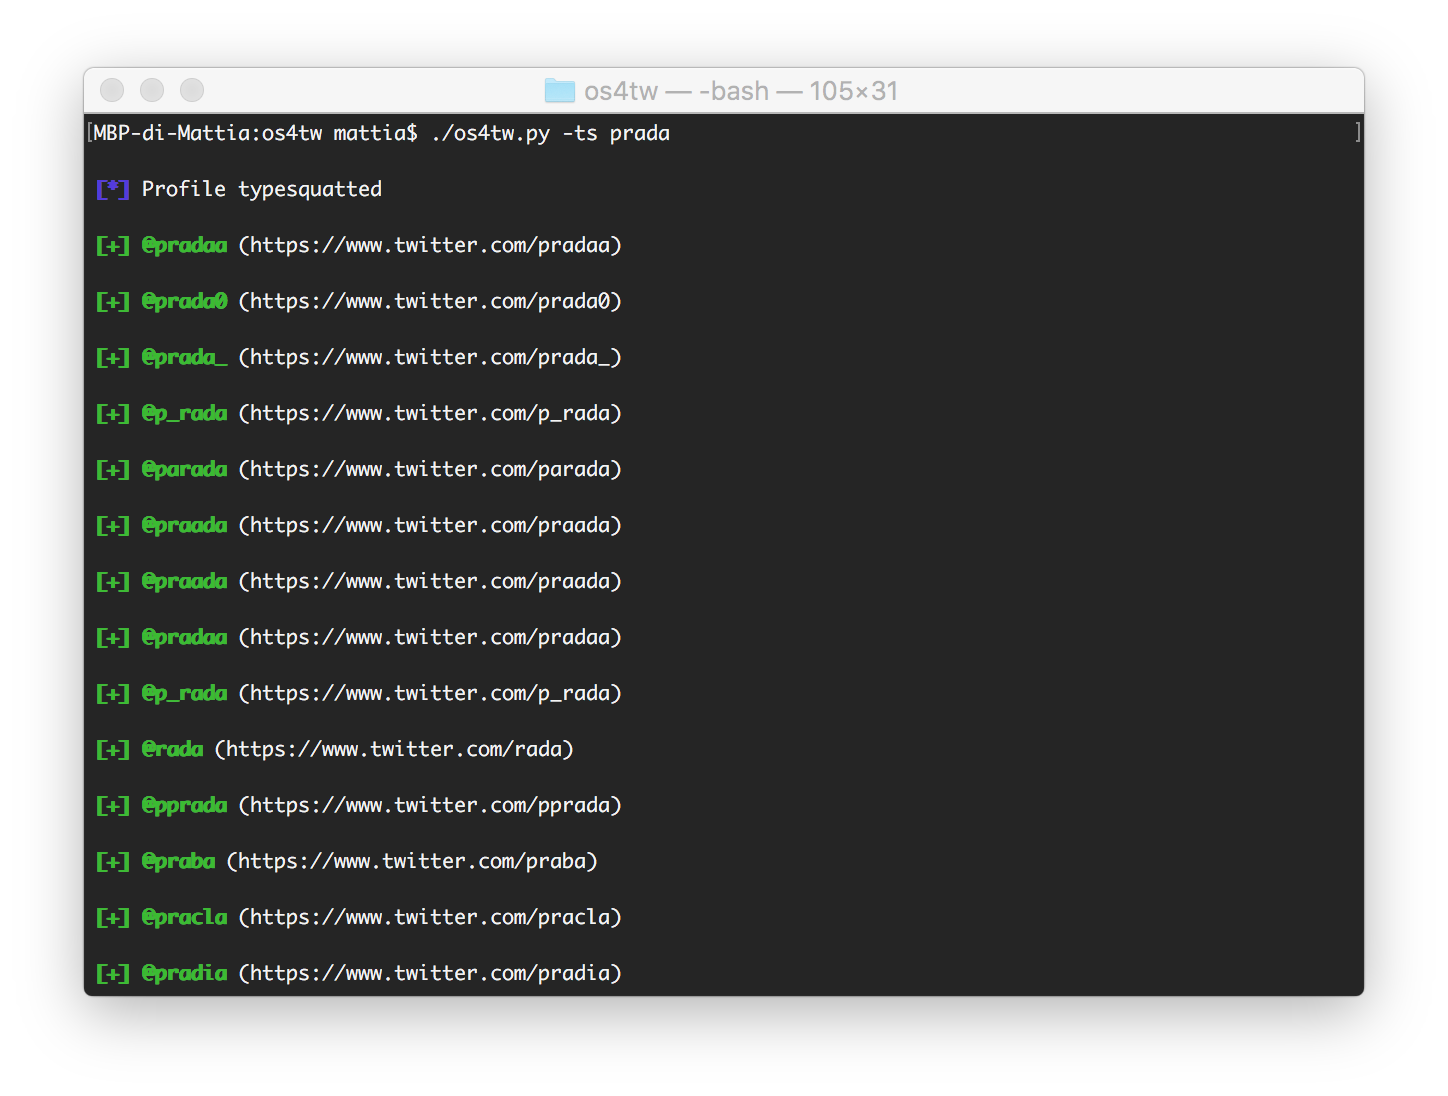 os4tw — -bash — 105×31
[MBP-di-Mattia:os4tw mattia$ ./os4tw.py -ts prada ]
[*] Profile typesquatted
[+] @pradaa (https://www.twitter.com/pradaa)
[+] @prada0 (https://www.twitter.com/prada0)
[+] @prada_ (https://www.twitter.com/prada_)
[+] @p_rada (https://www.twitter.com/p_rada)
[+] @parada (https://www.twitter.com/parada)
[+] @praada (https://www.twitter.com/praada)
[+] @praada (https://www.twitter.com/praada)
[+] @pradaa (https://www.twitter.com/pradaa)
[+] @p_rada (https://www.twitter.com/p_rada)
[+] @rada (https://www.twitter.com/rada)
[+] @pprada (https://www.twitter.com/pprada)
[+] @praba (https://www.twitter.com/praba)
[+] @pracla (https://www.twitter.com/pracla)
[+] @pradia (https://www.twitter.com/pradia)